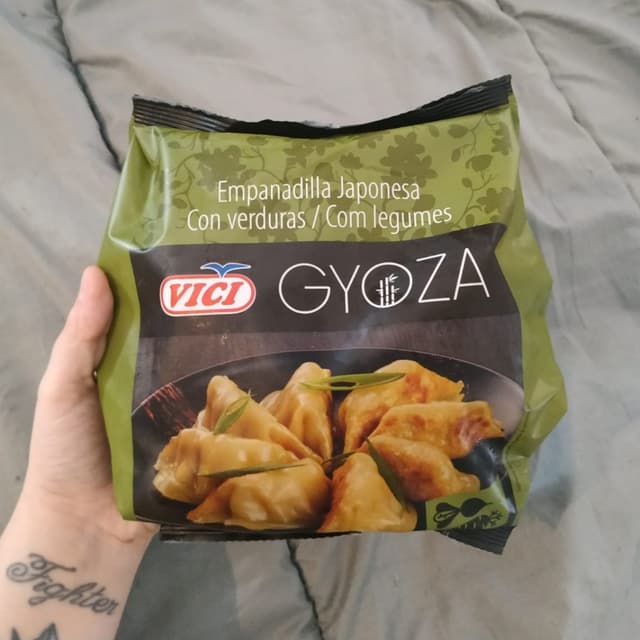 Empanadilla Japonesa
Con verduras / Com legumes
VICI
GYOZA
Fighter